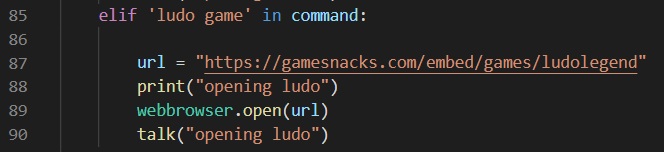 85 elif 'ludo game' in command:
86
87 url = "https://gamesnacks.com/embed/games/ludolegend"
88 print("opening ludo")
89 webbrowser.open(url)
90 talk("opening ludo")